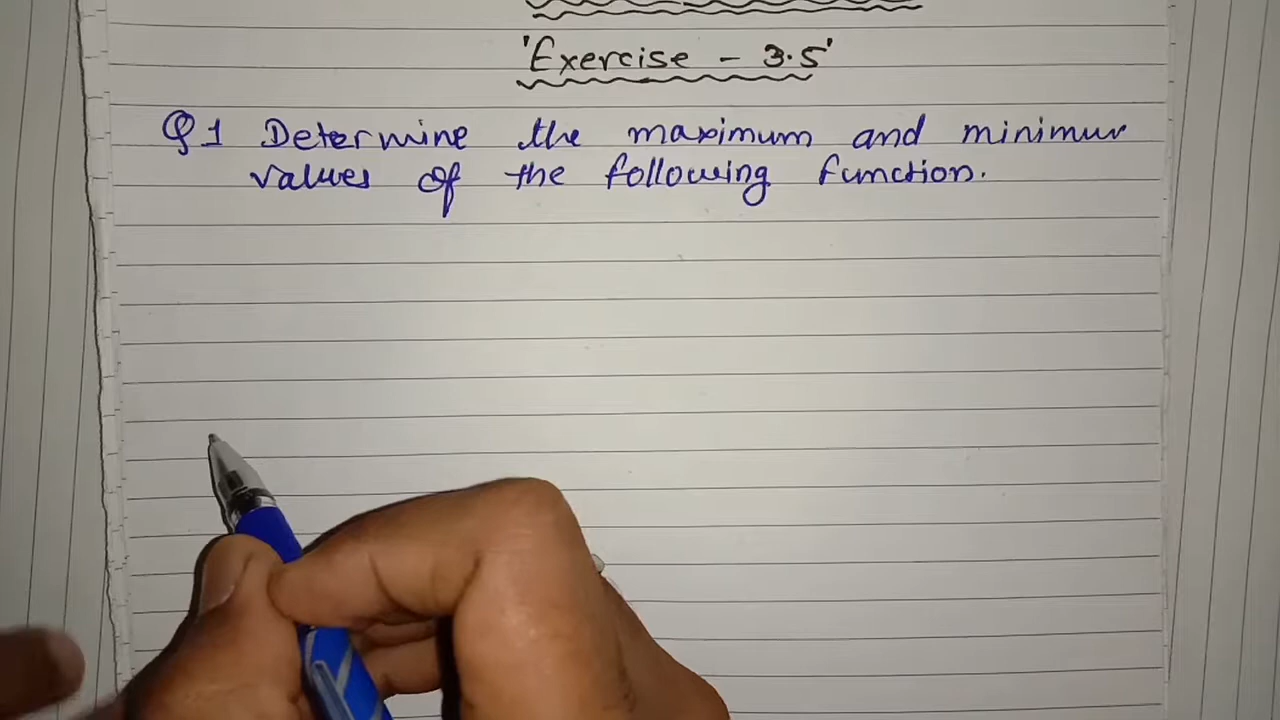 'Exercise - 3.5'
Q1 Determine the maximum and minimum
values of the following function.